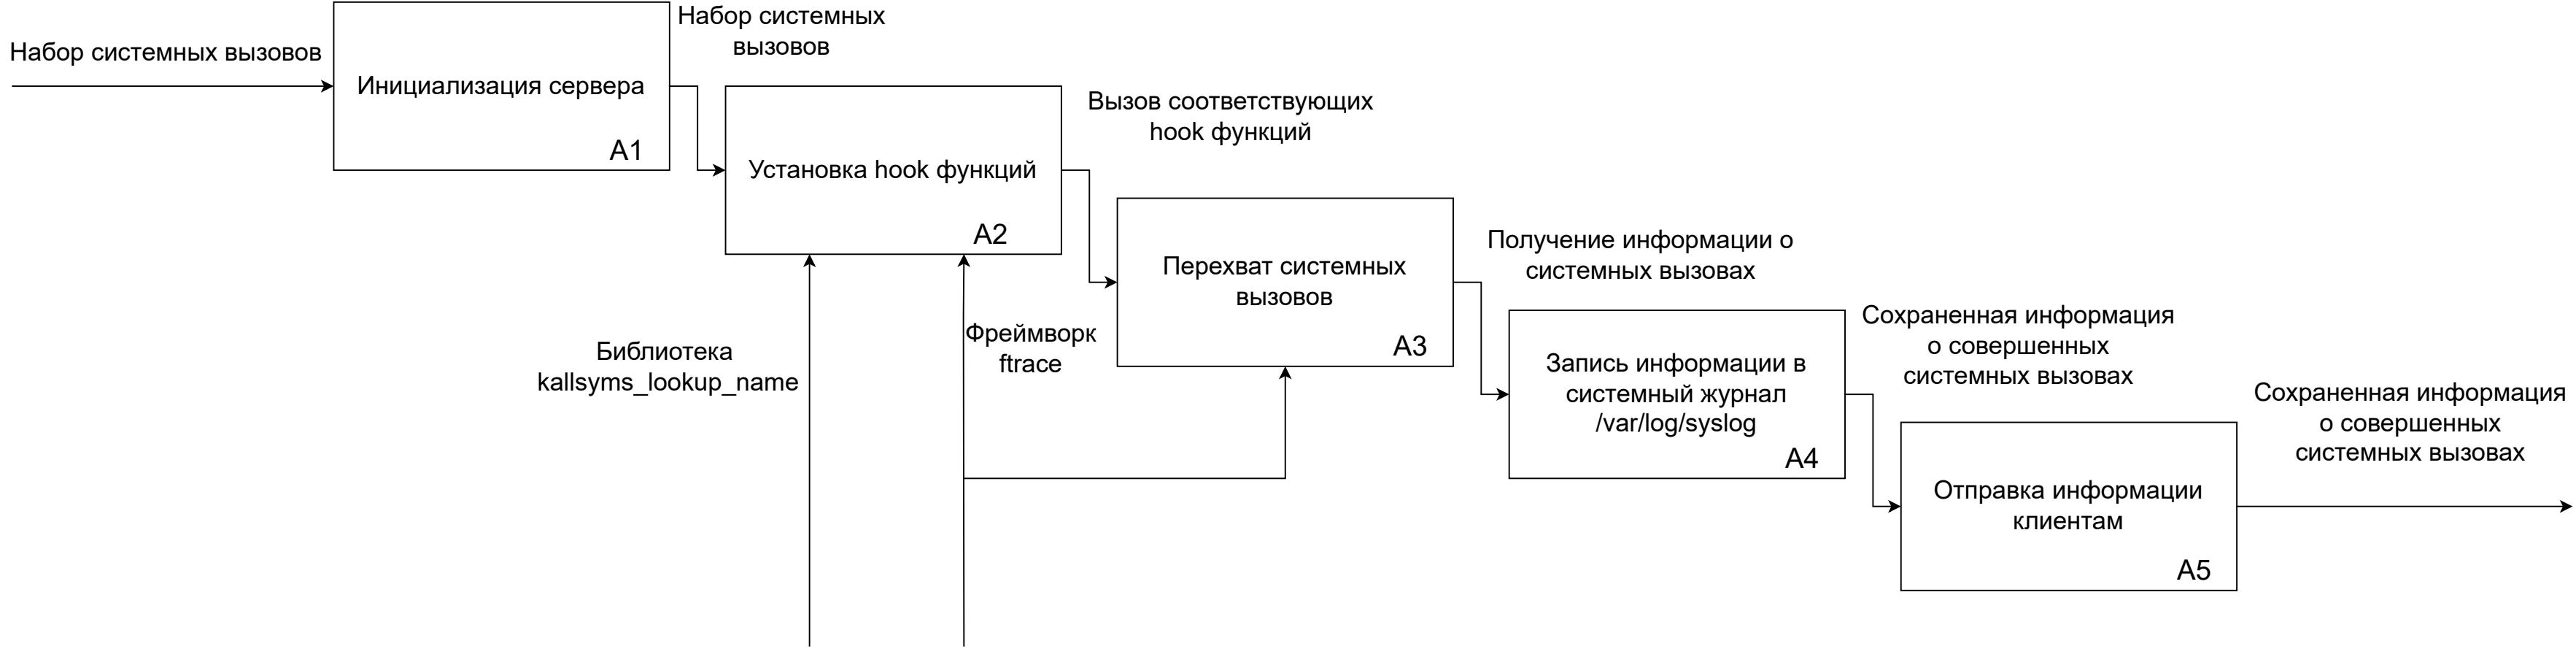 Набор системных вызовов
Инициализация сервера
A1
Набор системных
вызовов
Установка hook функций
A2
Вызов соответствующих
hook функций
Библиотека
kallsyms_lookup_name
Фреймворк
ftrace
Перехват системных
вызовов
A3
Получение информации о
системных вызовах
Запись информации в
системный журнал
/var/log/syslog
A4
Сохраненная информация
о совершенных
системных вызовах
Отправка информации
клиентам
A5
Сохраненная информация
о совершенных
системных вызовах